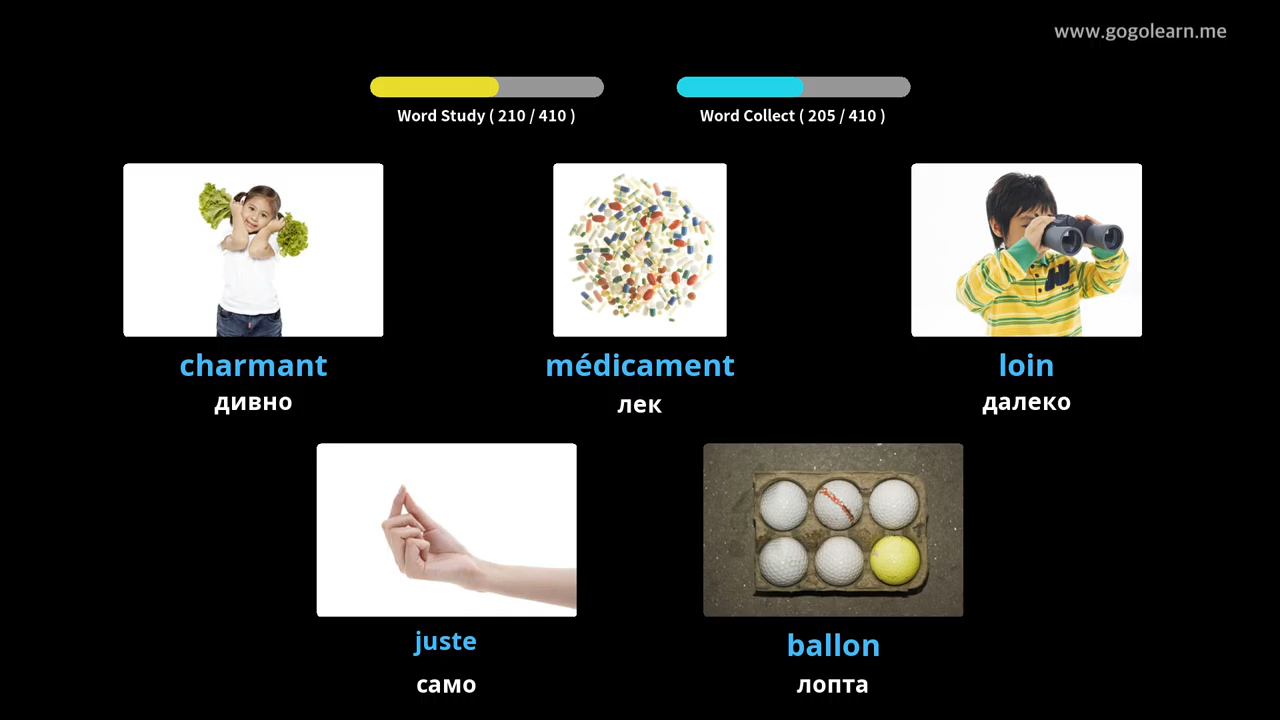 www.gogolearn.me
Word Study ( 210 / 410 )
Word Collect ( 205 / 410 )
charmant
дивно
médicament
лек
loin
далеко
juste
само
ballon
лопта